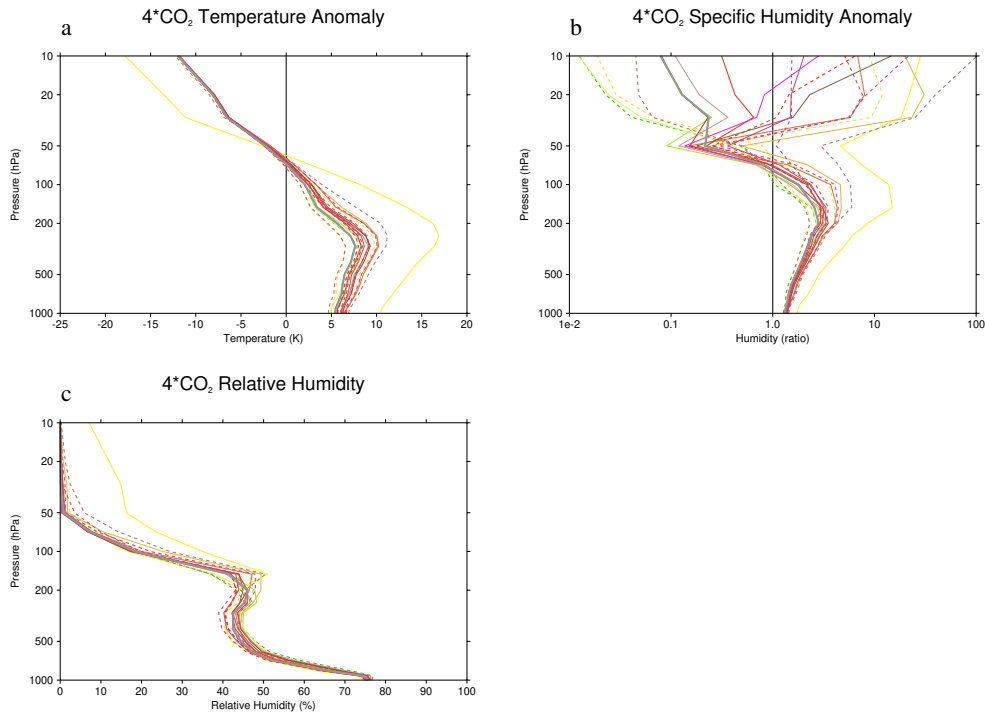 4*CO₂ Temperature Anomaly
a
10
20
50
100
200
500
1000
Pressure (hPa)
-25 -20 -15 -10 -5 0 5 10 15 20
Temperature (K)
4*CO₂ Specific Humidity Anomaly
b
10
20
50
100
200
500
1000
Pressure (hPa)
1e-2 0.1 1.0 10 100
Humidity (ratio)
4*CO₂ Relative Humidity
c
10
20
50
100
200
500
1000
Pressure (hPa)
0 10 20 30 40 50 60 70 80 90 100
Relative Humidity (%)